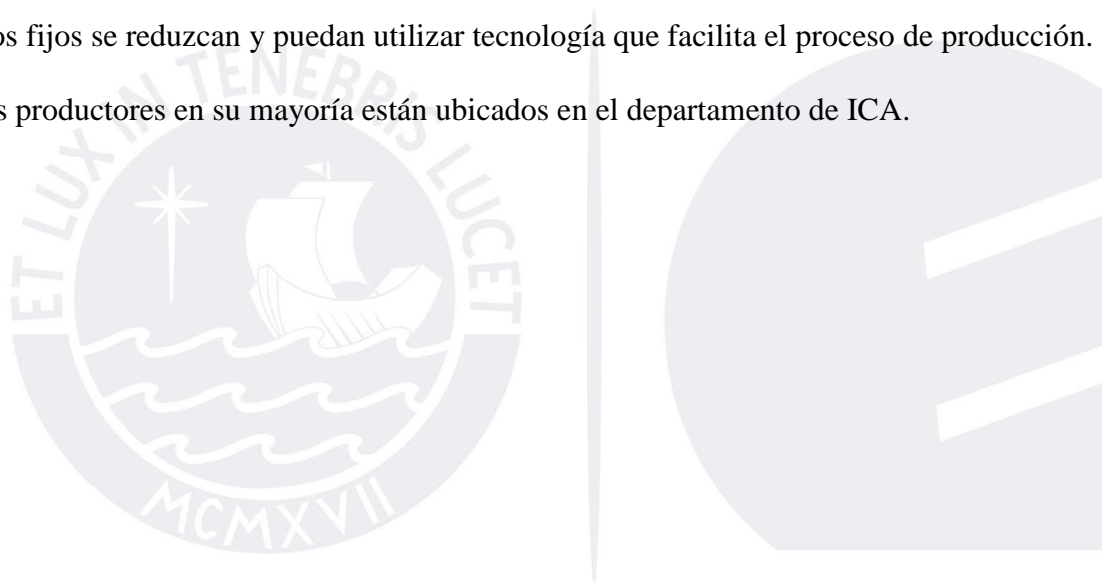 os fijos se reduzcan y puedan utilizar tecnología que facilita el proceso de producción.
s productores en su mayoría están ubicados en el departamento de ICA.
ET LUX IN TENEBRIS LUCET
MCMXVII